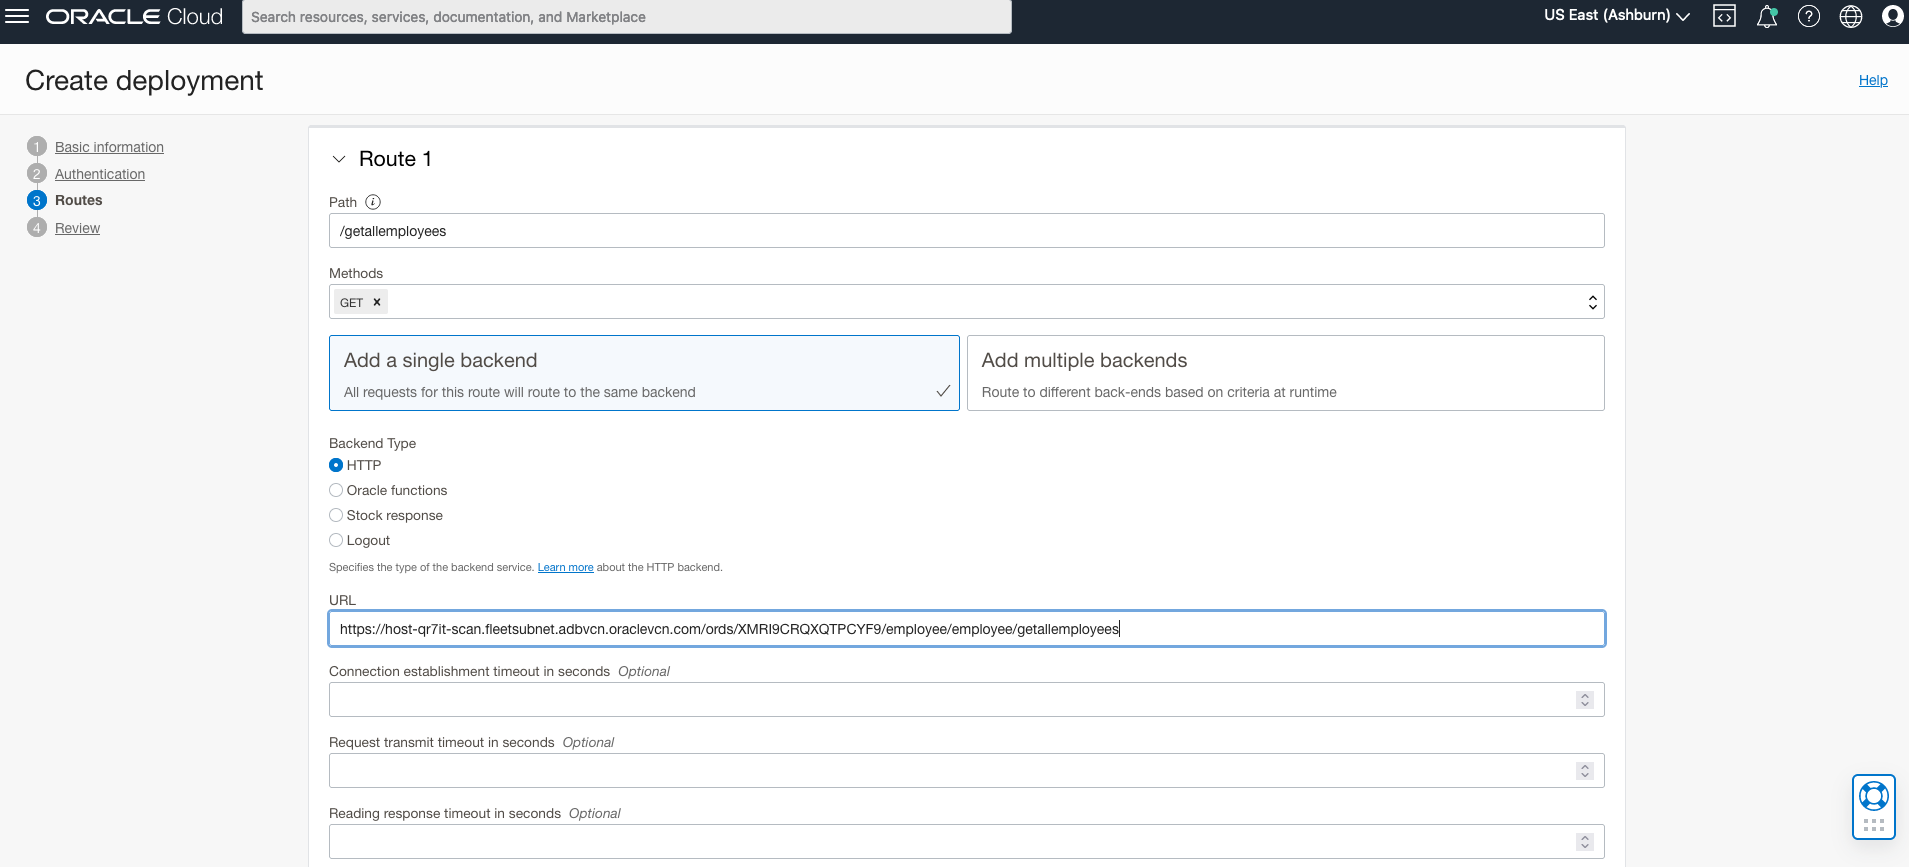 ORACLE Cloud
Search resources, services, documentation, and Marketplace
US East (Ashburn)
Create deployment
Help
1 Basic information
2 Authentication
3 Routes
4 Review
Route 1
Path
/getallemployees
Methods
GET ×
Add a single backend
All requests for this route will route to the same backend
Add multiple backends
Route to different back-ends based on criteria at runtime
Backend Type
HTTP
Oracle functions
Stock response
Logout
Specifies the type of the backend service. Learn more about the HTTP backend.
URL
https://host-qr7it-scan.fleetsubnet.adbvcn.oraclevcn.com/ords/XMRI9CRQXQTPCYF9/employee/employee/getallemployees
Connection establishment timeout in seconds Optional
Request transmit timeout in seconds Optional
Reading response timeout in seconds Optional